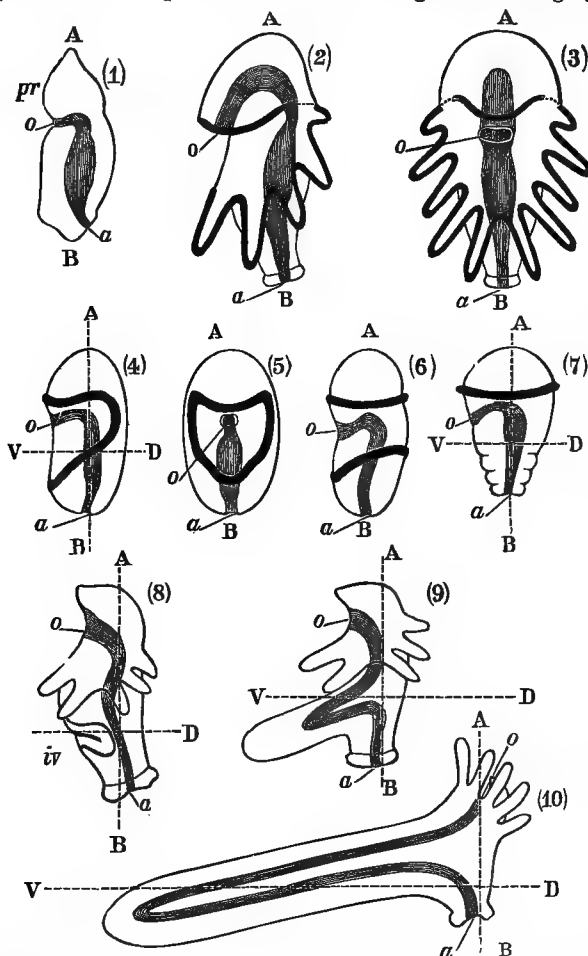 A (1) A (2) A (3)
pr
o o o
a
B
a B a B
A A A A
(4) (5) (6) (7)
o o o o
V D V D
a a a a
B B B B
A (8) A (9)
o o
V D
iv D
a a
B B
A o (10)
V D
a B